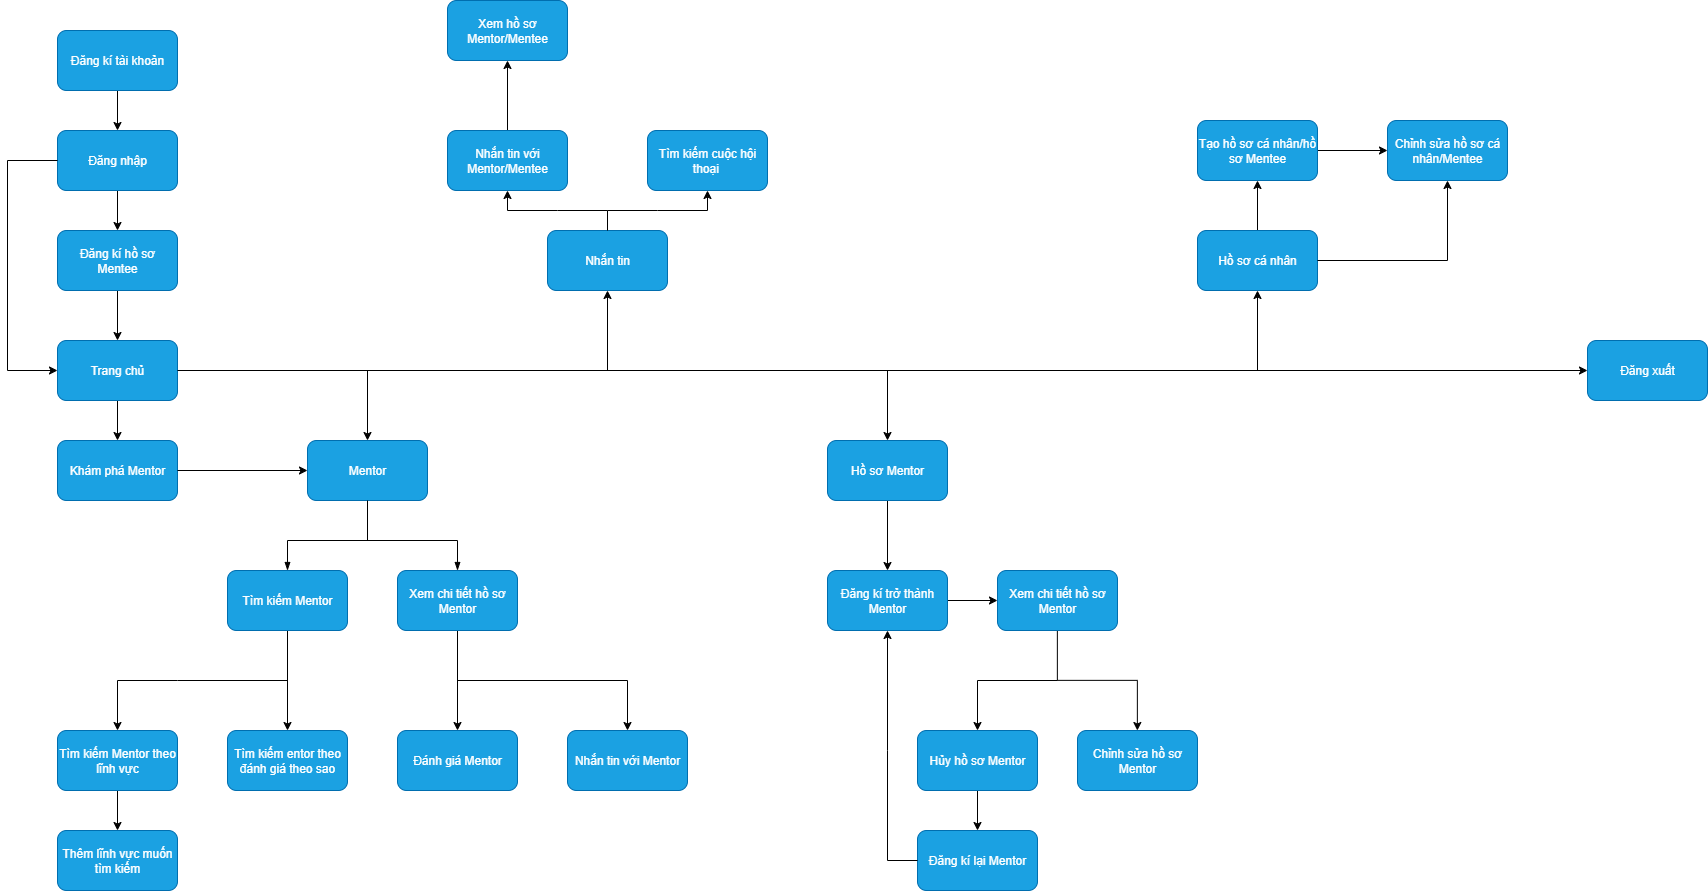 Xem hồ sơ
Mentor/Mentee
Đăng kí tài khoản
Đăng nhập
Nhắn tin với
Mentor/Mentee
Tìm kiếm cuộc hội
thoại
Tạo hồ sơ cá nhân/hồ
sơ Mentee
Chỉnh sửa hồ sơ cá
nhân/Mentee
Đăng kí hồ sơ
Mentee
Nhắn tin
Hồ sơ cá nhân
Trang chủ
Đăng xuất
Khám phá Mentor
Mentor
Hồ sơ Mentor
Tìm kiếm Mentor
Xem chi tiết hồ sơ
Mentor
Đăng kí trở thành
Mentor
Xem chi tiết hồ sơ
Mentor
Tìm kiếm Mentor theo
lĩnh vực
Tìm kiếm entor theo
đánh giá theo sao
Đánh giá Mentor
Nhắn tin với Mentor
Hủy hồ sơ Mentor
Chỉnh sửa hồ sơ
Mentor
Thêm lĩnh vực muốn
tìm kiếm
Đăng kí lại Mentor